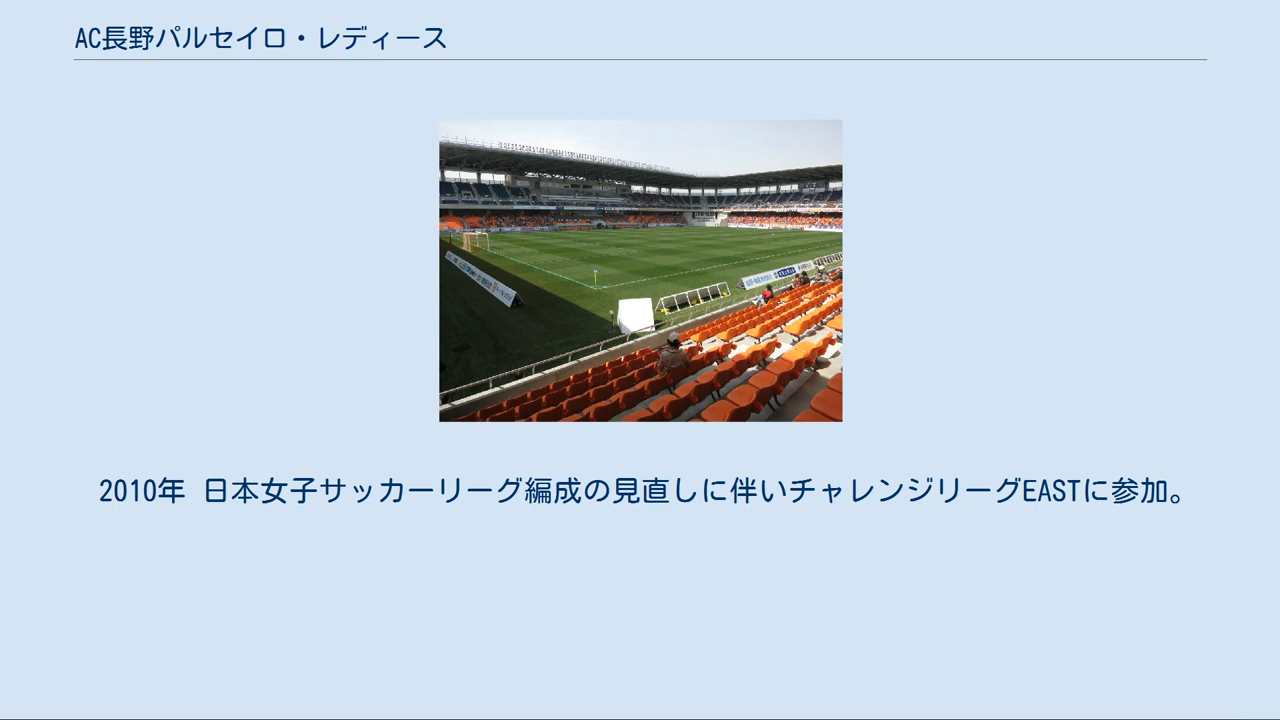 AC長野パルセイロ・レディース
2010年 日本女子サッカーリーグ編成の見直しに伴いチャレンジリーグEASTに参加。